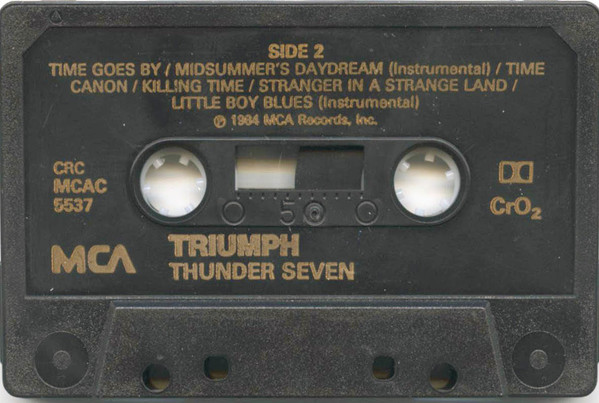 SIDE 2
TIME GOES BY / MIDSUMMER'S DAYDREAM (Instrumental) / TIME
CANON / KILLING TIME / STRANGER IN A STRANGE LAND /
LITTLE BOY BLUES (Instrumental)
℗ 1984 MCA Records, Inc.
CRC
MCAC
5537
5
CrO₂
MCA
TRIUMPH
THUNDER SEVEN